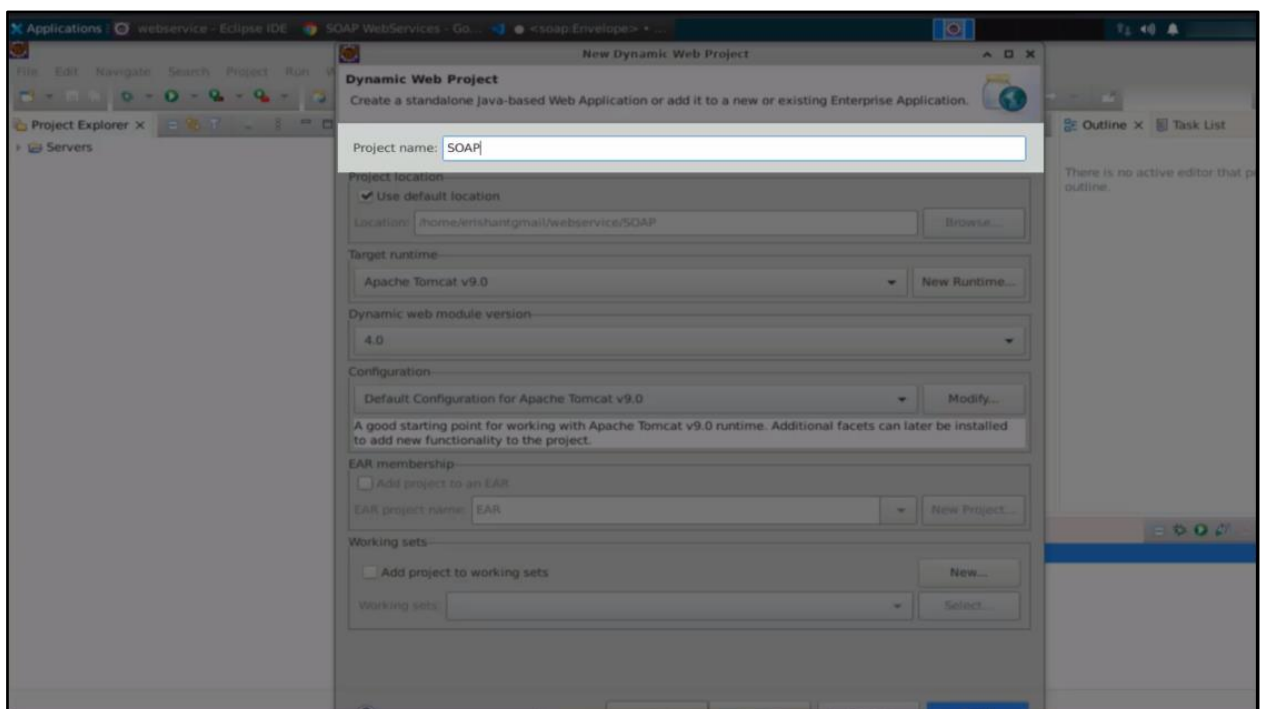 Applications : webservice - Eclipse IDE SOAP WebServices - Go... <soap:Envelope> • ...
New Dynamic Web Project
File Edit Navigate Search Project Run
Dynamic Web Project
Create a standalone Java-based Web Application or add it to a new or existing Enterprise Application.
Project Explorer
Outline Task List
Servers
Project name: SOAP
There is no active editor that
outline.
Project location
Use default location
Location: /home/enshantgmail/webservice/SOAP Browse...
Target runtime
Apache Tomcat v9.0 New Runtime...
Dynamic web module version
4.0
Configuration
Default Configuration for Apache Tomcat v9.0 Modify...
A good starting point for working with Apache Tomcat v9.0 runtime. Additional facets can later be installed
to add new functionality to the project.
EAR membership
Add project to an EAR
EAR project name: EAR New Project...
Working sets
Add project to working sets New...
Working sets: Select...